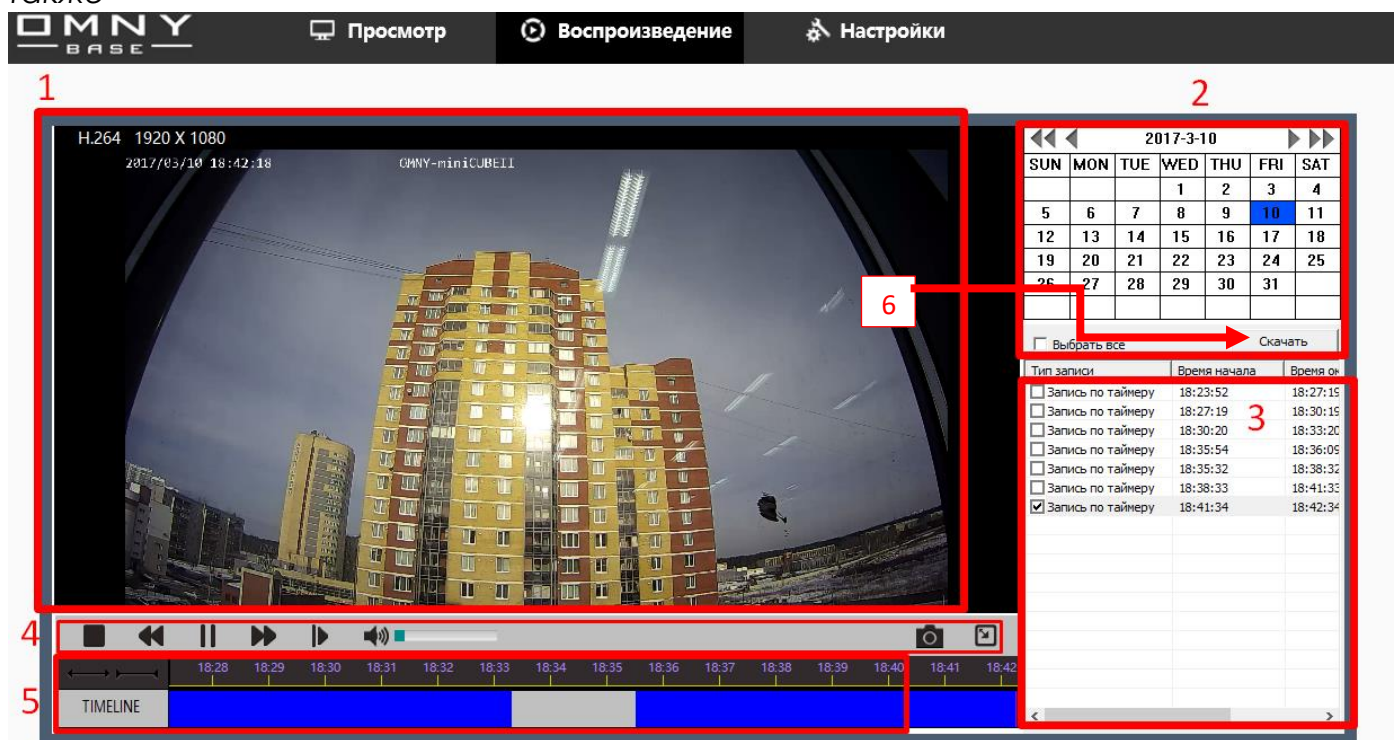 также
OMNY
BASE
Просмотр
Воспроизведение
Настройки
1
2
H.264 1920 X 1080
2017/03/10 18:42:18
OMNY-miniCUBEII
2017-3-10
SUN MON TUE WED THU FRI SAT
1 2 3 4
5 6 7 8 9 10 11
12 13 14 15 16 17 18
19 20 21 22 23 24 25
26 27 28 29 30 31
6
Выбрать все
Скачать
Тип записи Время начала Время ок
Запись по таймеру 18:23:52 18:27:19
Запись по таймеру 18:27:19 18:30:19
3
Запись по таймеру 18:30:20 18:33:20
Запись по таймеру 18:35:54 18:36:09
Запись по таймеру 18:35:32 18:38:32
Запись по таймеру 18:38:33 18:41:33
Запись по таймеру 18:41:34 18:42:34
4
18:28 18:29 18:30 18:31 18:32 18:33 18:34 18:35 18:36 18:37 18:38 18:39 18:40 18:41 18:42
5
TIMELINE